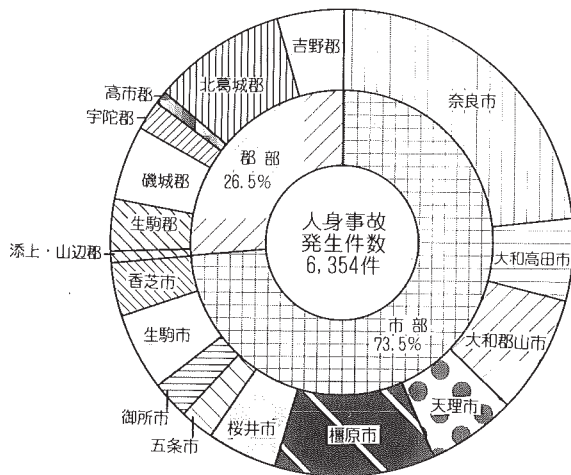 人身事故
発生件数
6,354件
市部
73.5%
郡部
26.5%
奈良市
大和高田市
大和郡山市
天理市
橿原市
桜井市
五条市
御所市
生駒市
香芝市
添上・山辺郡
生駒郡
磯城郡
宇陀郡
高市郡
北葛城郡
吉野郡